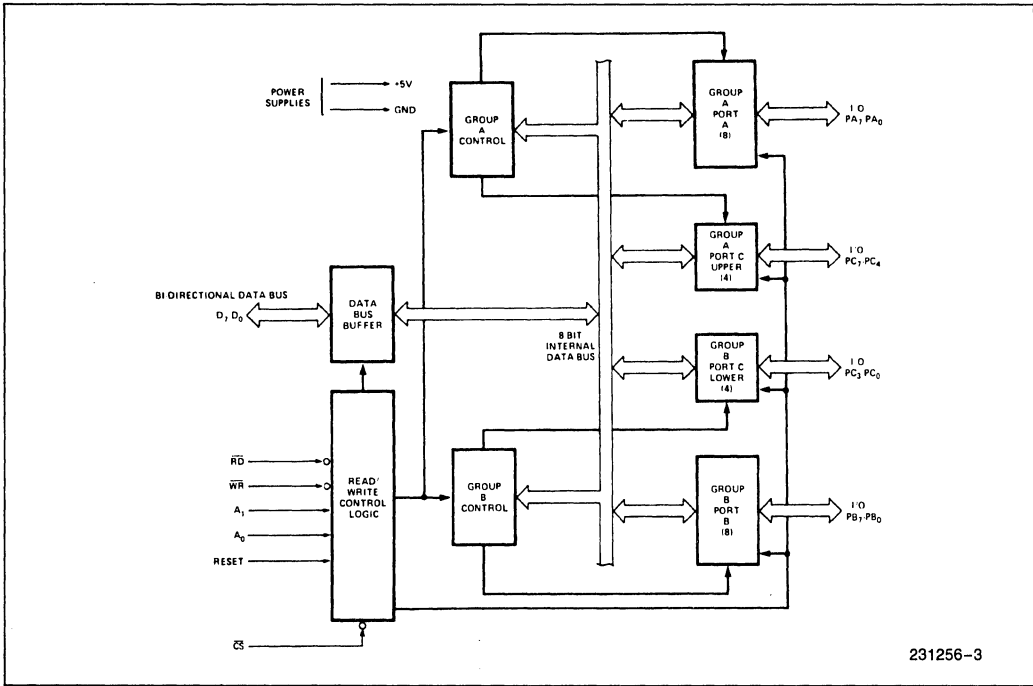 POWER
SUPPLIES
+5V
GND
GROUP
A
CONTROL
GROUP
A
PORT
A
(8)
I O
PA7 PA0
GROUP
A
PORT C
UPPER
(4)
I/O
PC7-PC4
BI DIRECTIONAL DATA BUS
D7 D0
DATA
BUS
BUFFER
8 BIT
INTERNAL
DATA BUS
GROUP
B
PORT C
LOWER
(4)
I O
PC3 PC0
RD
WR
A1
A0
RESET
CS
READ/
WRITE
CONTROL
LOGIC
GROUP
B
CONTROL
GROUP
B
PORT
B
(8)
I/O
PB7-PB0
231256-3